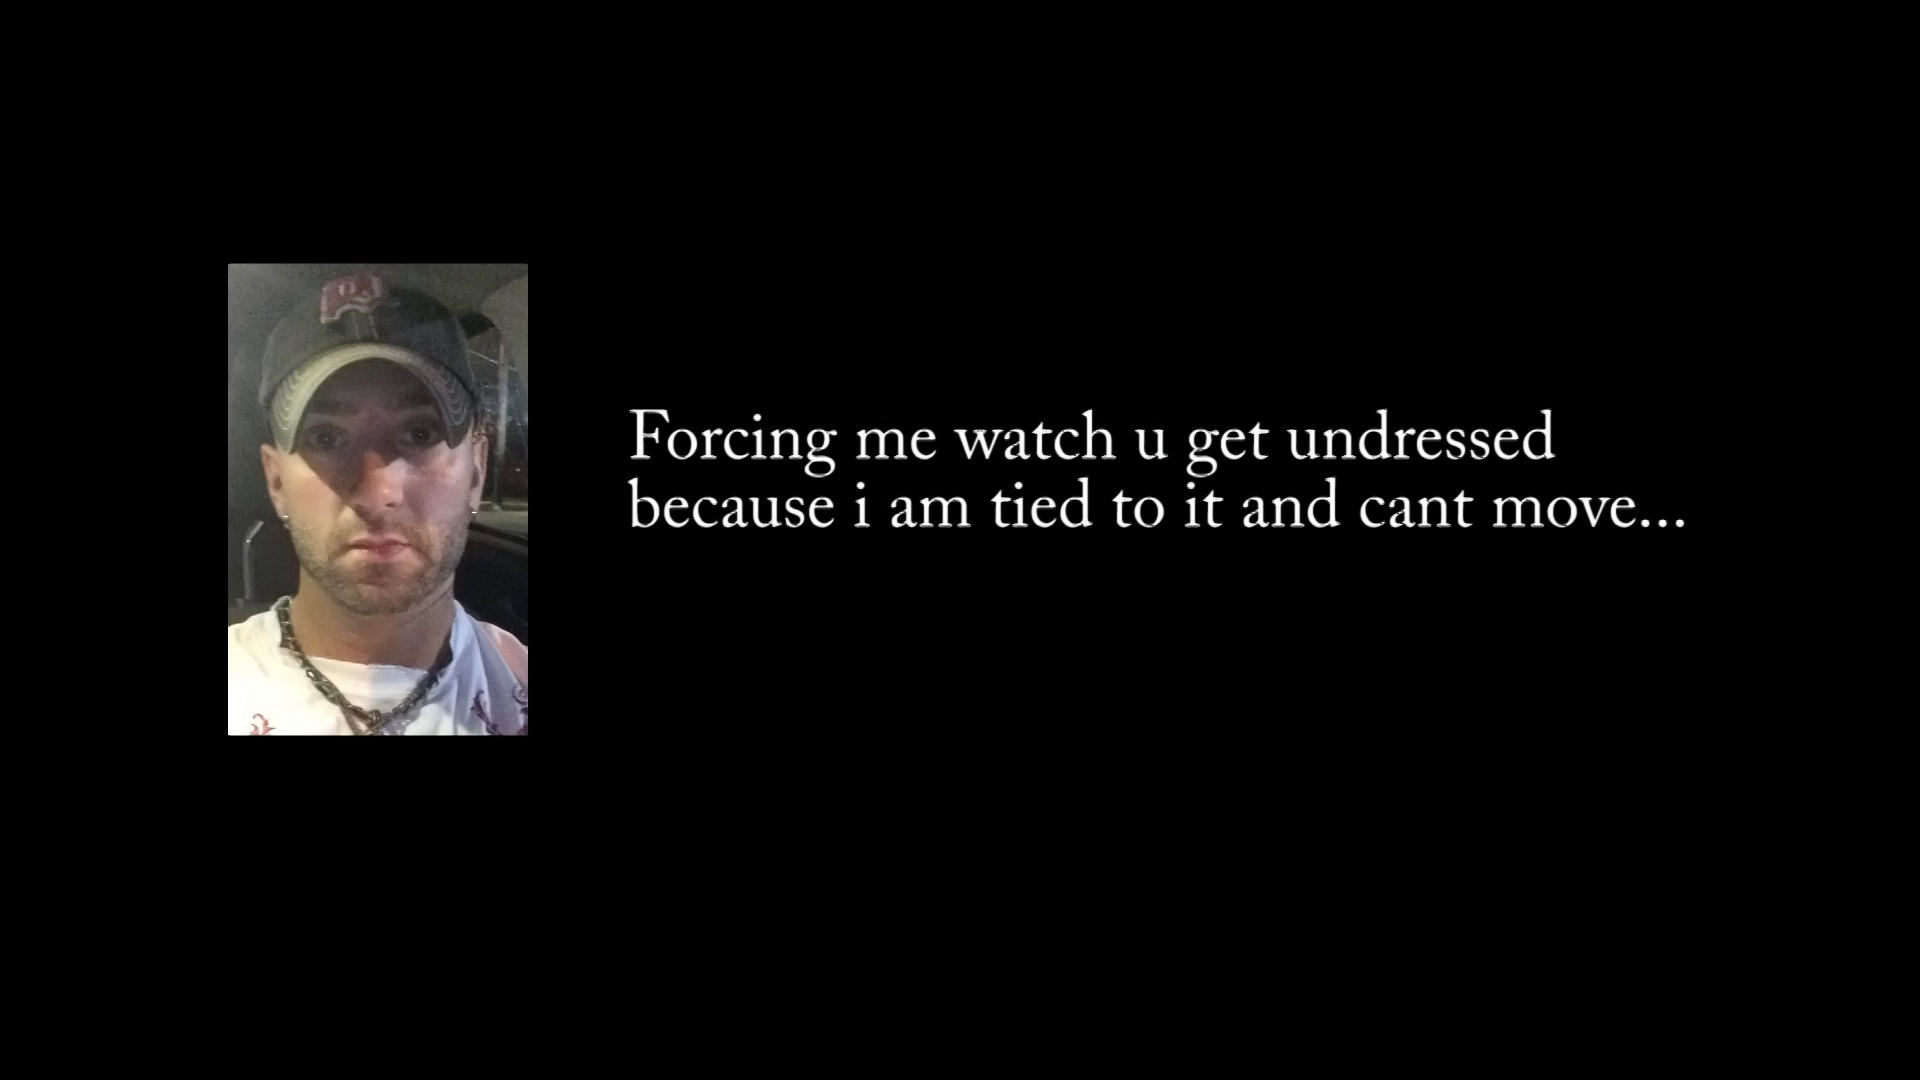 Forcing me watch u get undressed
because i am tied to it and cant move...